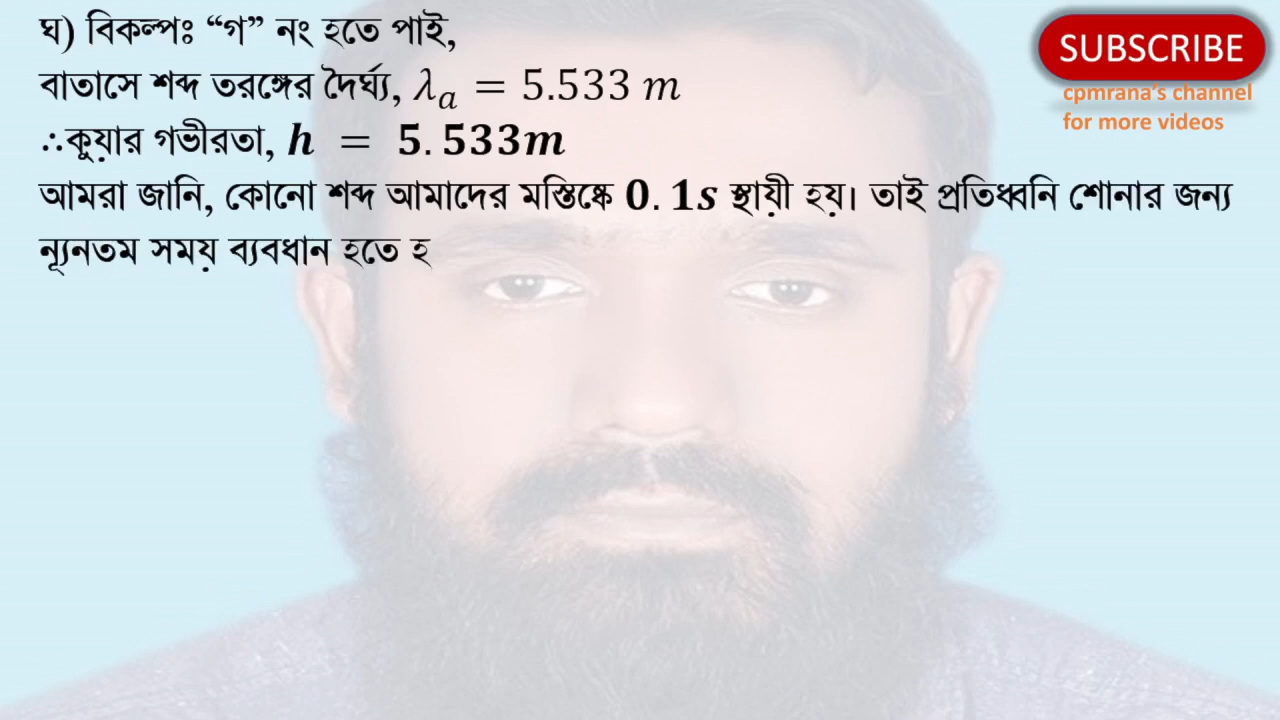 ঘ) বিকল্পঃ “গ” নং হতে পাই,
বাতাসে শব্দ তরঙ্গের দৈর্ঘ্য, λₐ = 5.533 m
∴কুয়ার গভীরতা, h = 5.533m
আমরা জানি, কোনো শব্দ আমাদের মস্তিষ্কে 0.1s স্থায়ী হয়। তাই প্রতিধ্বনি শোনার জন্য
ন্যূনতম সময় ব্যবধান হতে হ
SUBSCRIBE
cpmrana's channel
for more videos